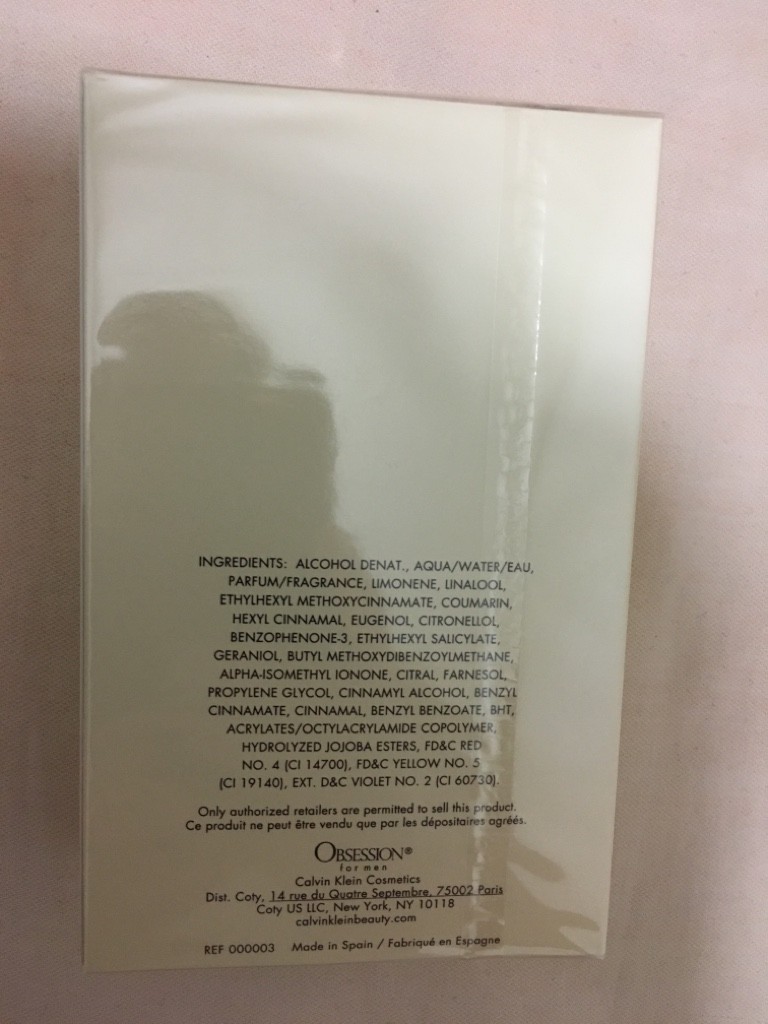 INGREDIENTS: ALCOHOL DENAT., AQUA/WATER/EAU,
PARFUM/FRAGRANCE, LIMONENE, LINALOOL,
ETHYLHEXYL METHOXYCINNAMATE, COUMARIN,
HEXYL CINNAMAL, EUGENOL, CITRONELLOL,
BENZOPHENONE-3, ETHYLHEXYL SALICYLATE,
GERANIOL, BUTYL METHOXYDIBENZOYLMETHANE,
ALPHA-ISOMETHYL IONONE, CITRAL, FARNESOL,
PROPYLENE GLYCOL, CINNAMYL ALCOHOL, BENZYL
CINNAMATE, CINNAMAL, BENZYL BENZOATE, BHT,
ACRYLATES/OCTYLACRYLAMIDE COPOLYMER,
HYDROLYZED JOJOBA ESTERS, FD&C RED
NO. 4 (CI 14700), FD&C YELLOW NO. 5
(CI 19140), EXT. D&C VIOLET NO. 2 (CI 60730).
Only authorized retailers are permitted to sell this product.
Ce produit ne peut être vendu que par les dépositaires agréés.
OBSESSION®
for men
Calvin Klein Cosmetics
Dist. Coty, 14 rue du Quatre Septembre, 75002 Paris
Coty US LLC, New York, NY 10118
calvinkleinbeauty.com
REF 000003 Made in Spain / Fabriqué en Espagne